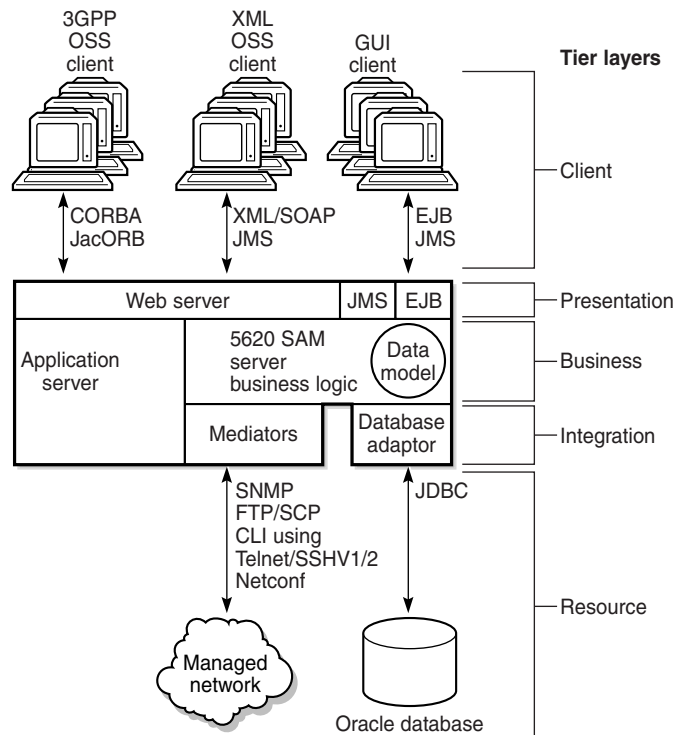 3GPP
OSS
client
XML
OSS
client
GUI
client
Tier layers
Client
CORBA
JacORB
XML/SOAP
JMS
EJB
JMS
Web server
JMS
EJB
Presentation
Application
server
5620 SAM
server
business logic
Data
model
Business
Mediators
Database
adaptor
Integration
SNMP
FTP/SCP
CLI using
Telnet/SSHV1/2
Netconf
JDBC
Resource
Managed
network
Oracle database